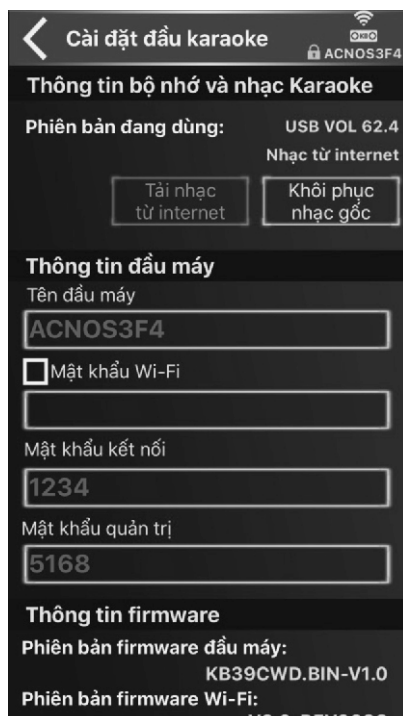 Cài đặt đầu karaoke
OKBO
ACNOS3F4
Thông tin bộ nhớ và nhạc Karaoke
Phiên bản đang dùng: USB VOL 62.4
Nhạc từ internet
Tải nhạc
từ internet
Khôi phục
nhạc gốc
Thông tin đầu máy
Tên đầu máy
ACNOS3F4
Mật khẩu Wi-Fi
Mật khẩu kết nối
1234
Mật khẩu quản trị
5168
Thông tin firmware
Phiên bản firmware đầu máy:
KB39CWD.BIN-V1.0
Phiên bản firmware Wi-Fi: